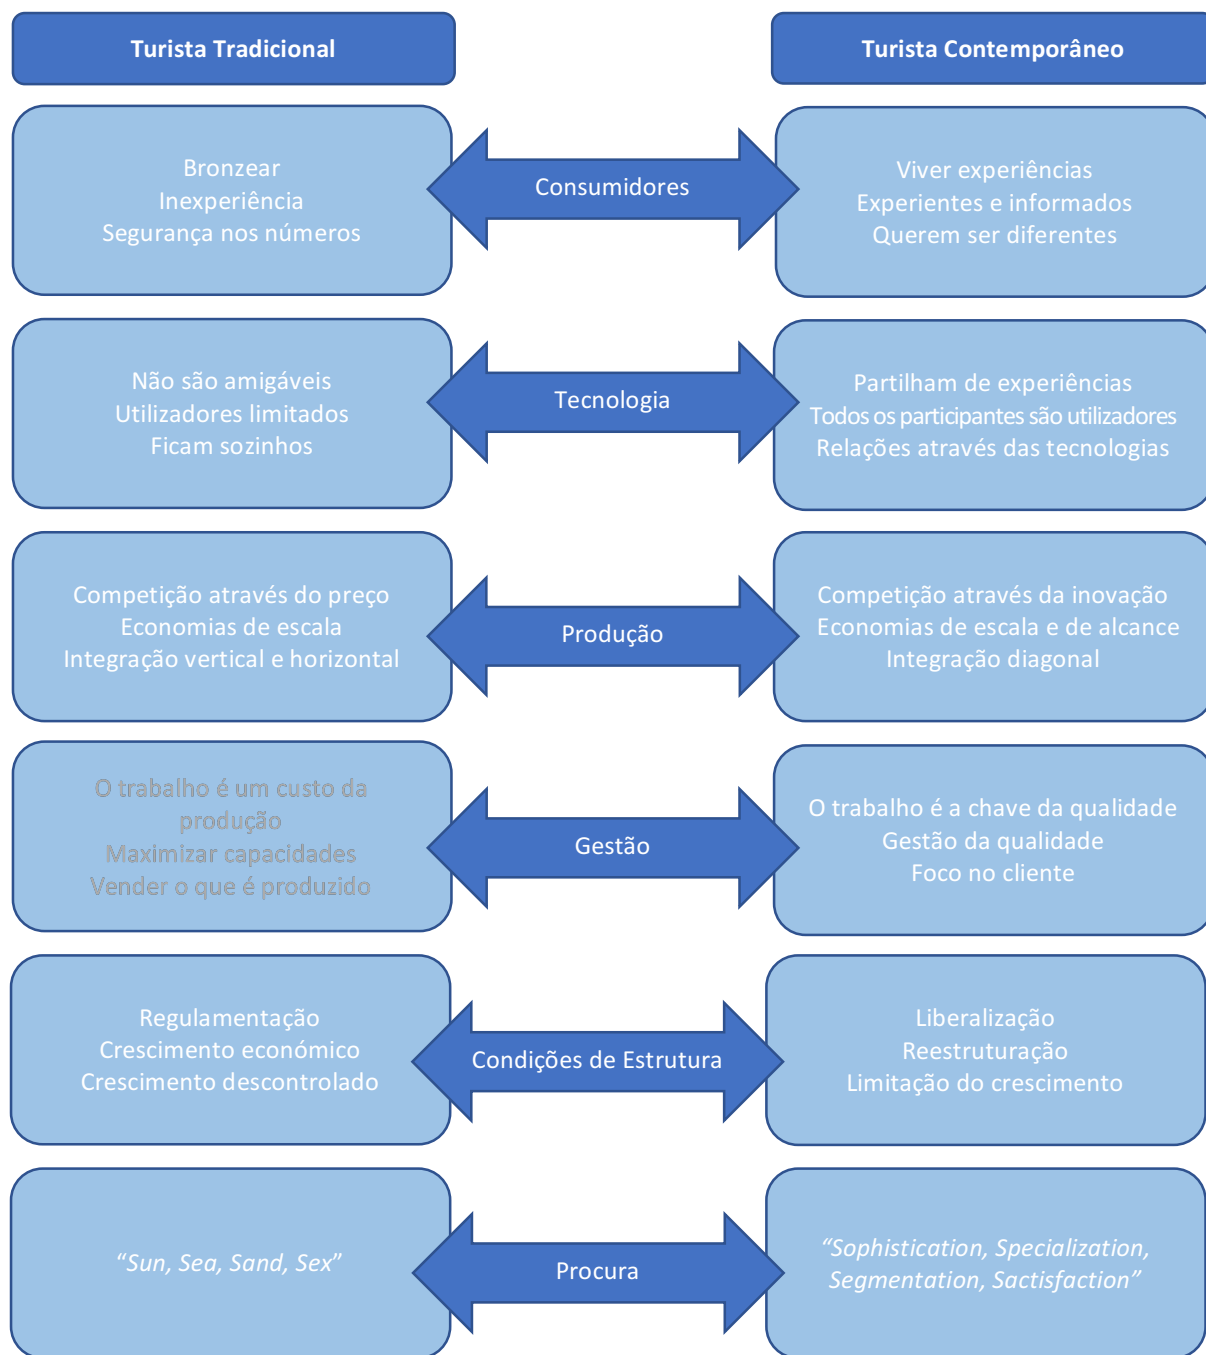 Turista Tradicional
Turista Contemporâneo
Bronzear
Inexperiência
Segurança nos números
Consumidores
Viver experiências
Experientes e informados
Querem ser diferentes
Não são amigáveis
Utilizadores limitados
Ficam sozinhos
Tecnologia
Partilham de experiências
Todos os participantes são utilizadores
Relações através das tecnologias
Competição através do preço
Economias de escala
Integração vertical e horizontal
Produção
Competição através da inovação
Economias de escala e de alcance
Integração diagonal
O trabalho é um custo da
produção
Maximizar capacidades
Vender o que é produzido
Gestão
O trabalho é a chave da qualidade
Gestão da qualidade
Foco no cliente
Regulamentação
Crescimento económico
Crescimento descontrolado
Condições de Estrutura
Liberalização
Reestruturação
Limitação do crescimento
“Sun, Sea, Sand, Sex”
Procura
“Sophistication, Specialization,
Segmentation, Sactisfaction”